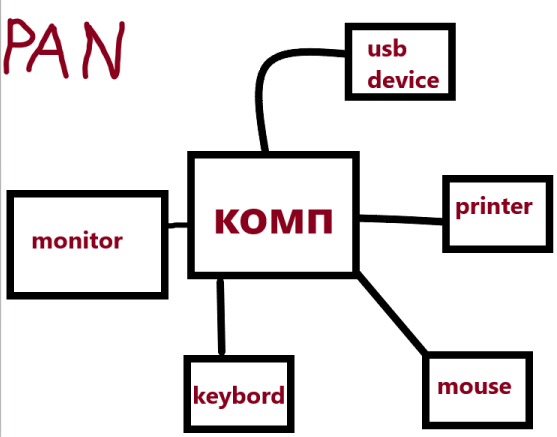 PAN
usb
device
комп
printer
monitor
keybord
mouse